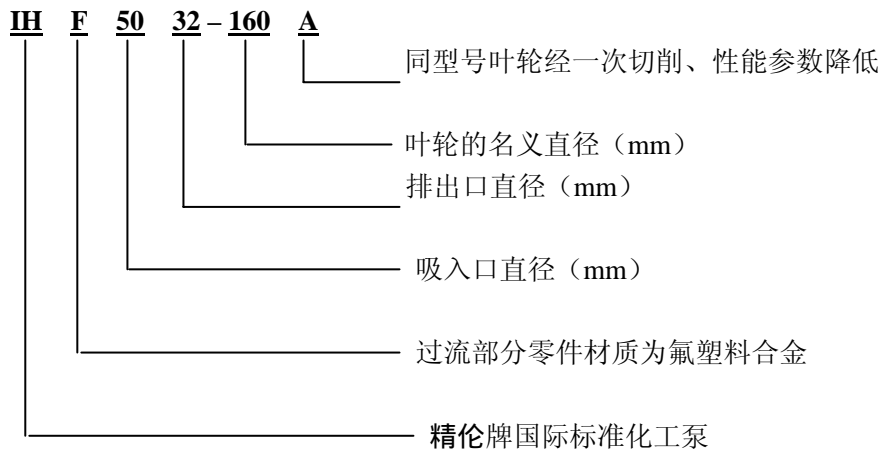 IH F 50 32 – 160 A
同型号叶轮经一次切削、性能参数降低
叶轮的名义直径（mm）
排出口直径（mm）
吸入口直径（mm）
过流部分零件材质为氟塑料合金
精伦牌国际标准化工泵